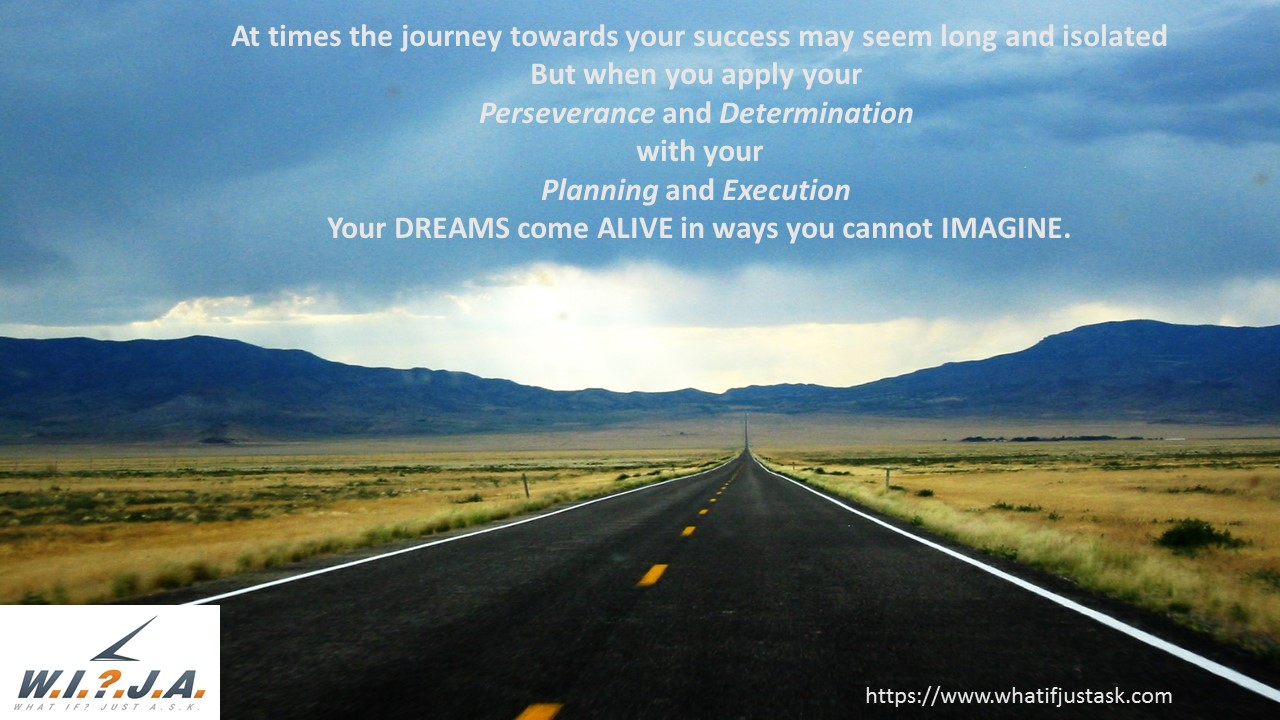 At times the journey towards your success may seem long and isolated
But when you apply your
Perseverance and Determination
with your
Planning and Execution
Your DREAMS come ALIVE in ways you cannot IMAGINE.
W.I.?.J.A.
WHAT IF? JUST A.S.K.
https://www.whatifjustask.com